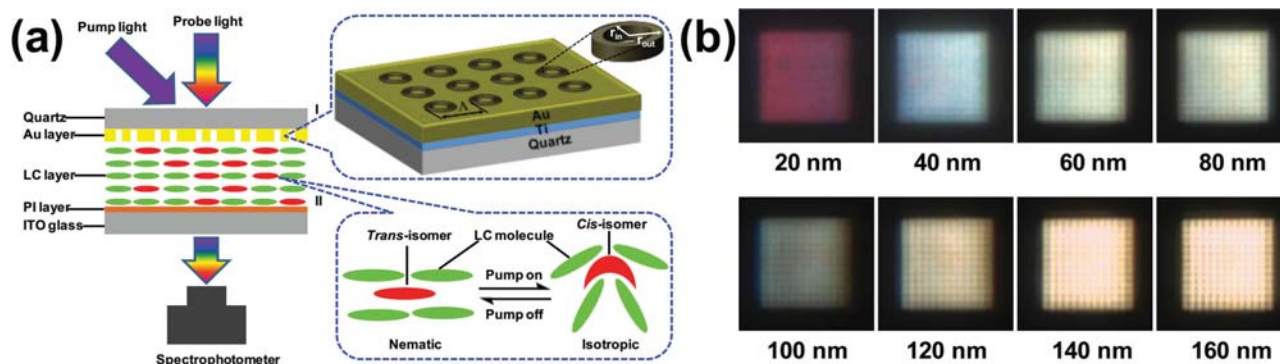 (a)
Pump light
Probe light
Quartz
Au layer
LC layer
PI layer
ITO glass
I
II
Spectrophotometer
r_in
r_out
Λ
Au
Ti
Quartz
Trans-isomer
LC molecule
Cis-isomer
Pump on
Pump off
Nematic
Isotropic
(b)
20 nm
40 nm
60 nm
80 nm
100 nm
120 nm
140 nm
160 nm